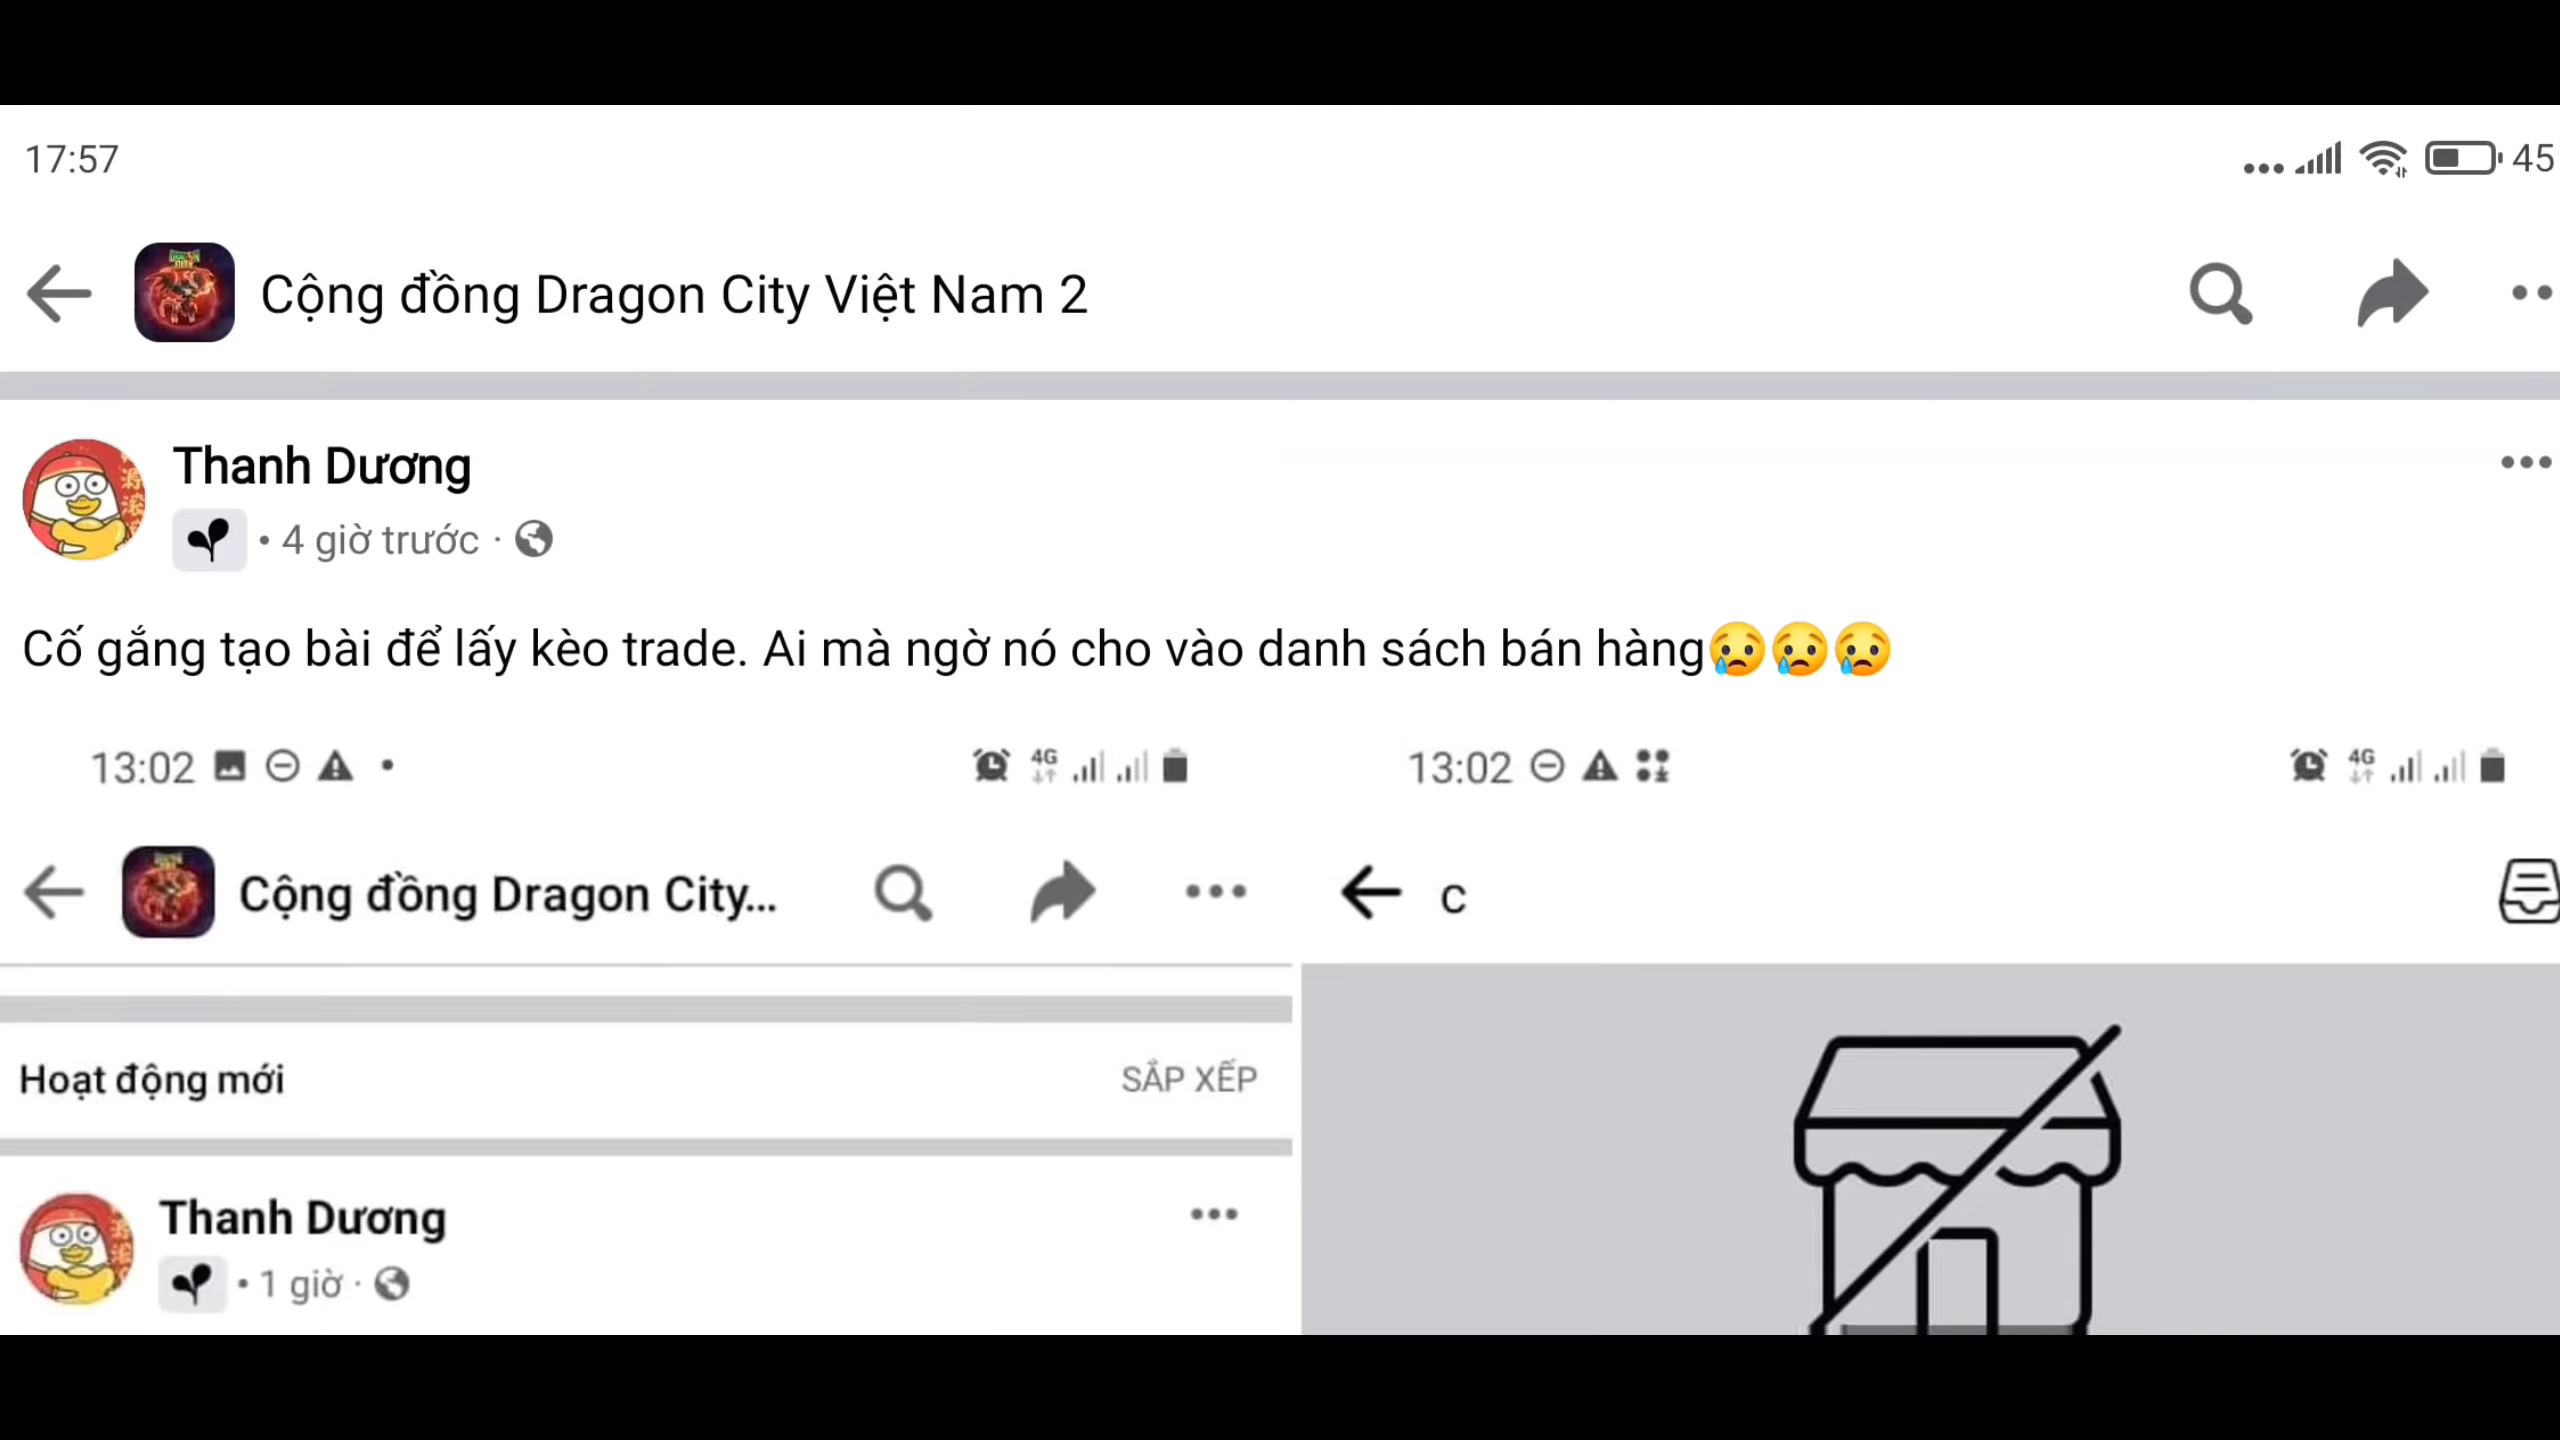 17:57
45
Cộng đồng Dragon City Việt Nam 2
Thanh Dương
• 4 giờ trước ·
Cố gắng tạo bài để lấy kèo trade. Ai mà ngờ nó cho vào danh sách bán hàng😢😢😢
13:02
4G
13:02
4G
Cộng đồng Dragon City...
c
Hoạt động mới
SẮP XẾP
Thanh Dương
• 1 giờ ·